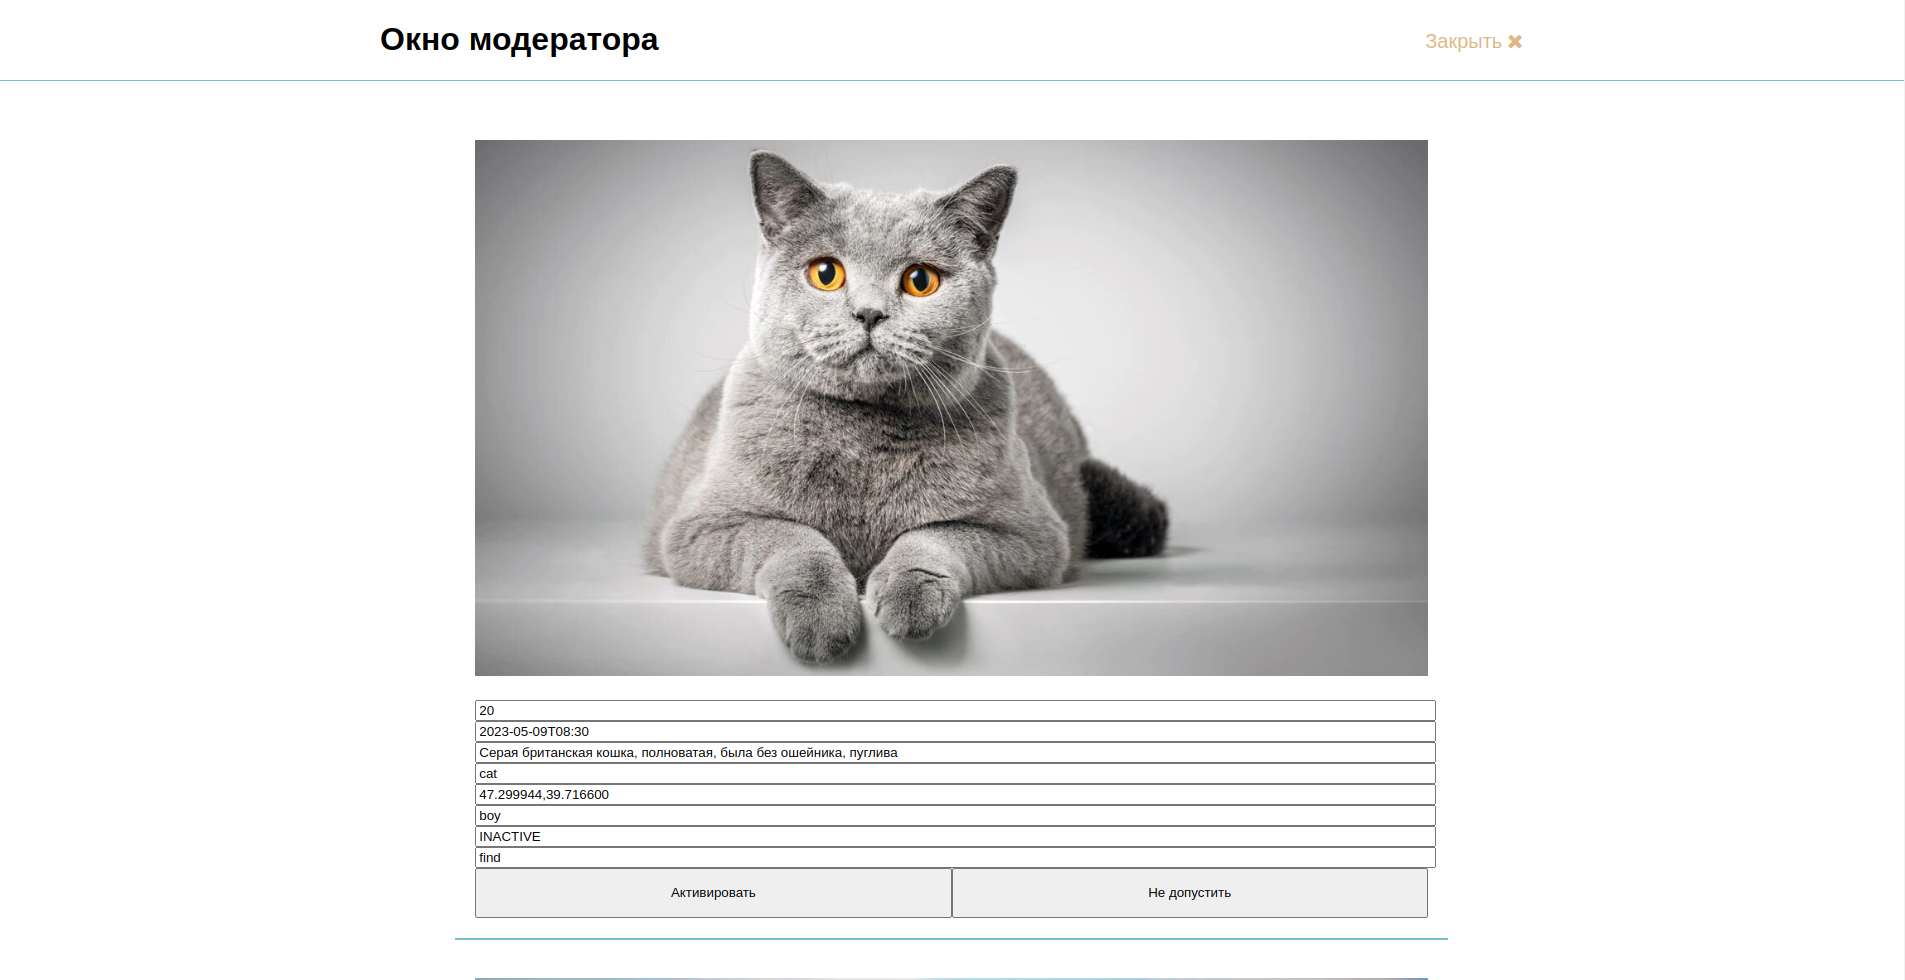 Окно модератора
Закрыть ✖
20
2023-05-09T08:30
Серая британская кошка, полноватая, была без ошейника, пуглива
cat
47.299944,39.716600
boy
INACTIVE
find
Активировать
Не допустить